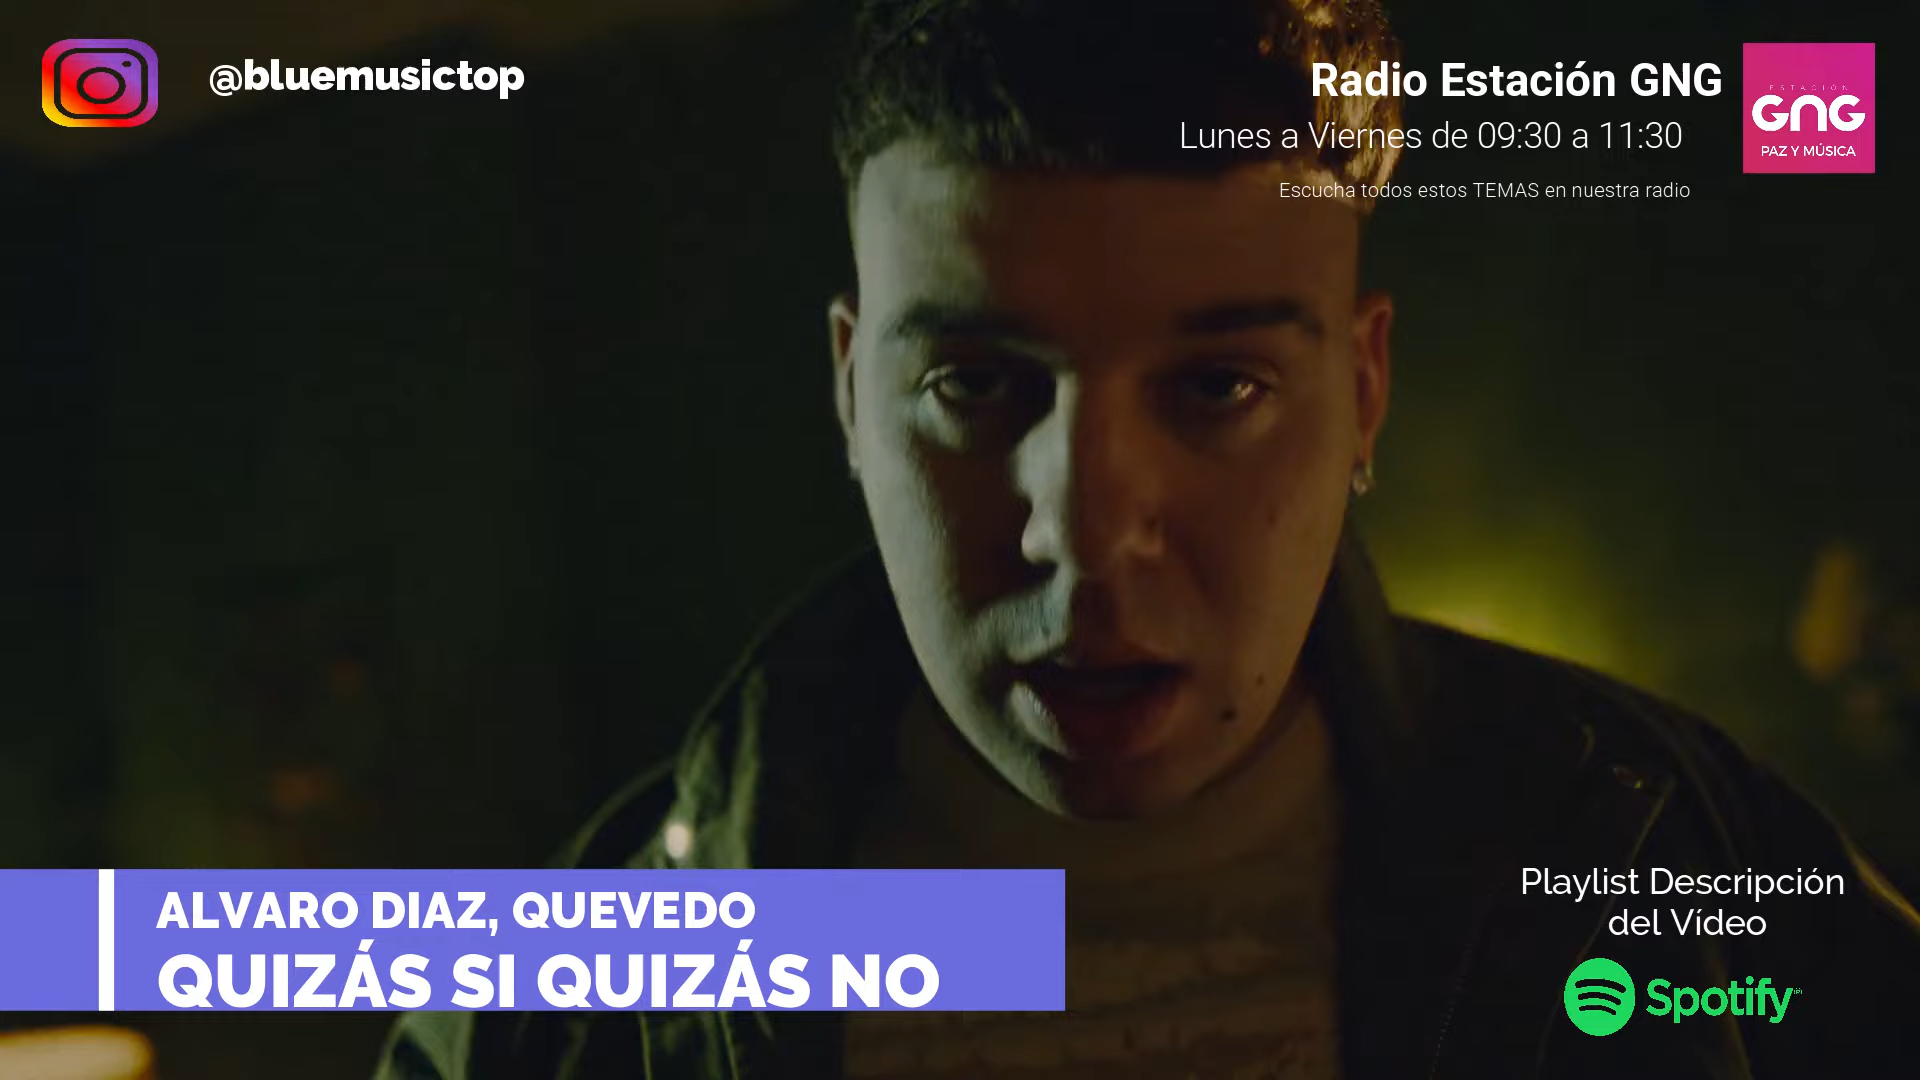 @bluemusictop
Radio Estación GNG
Lunes a Viernes de 09:30 a 11:30
Escucha todos estos TEMAS en nuestra radio
ESTACIÓN
GNG
PAZ Y MÚSICA
ALVARO DIAZ, QUEVEDO
QUIZÁS SI QUIZÁS NO
Playlist Descripción
del Vídeo
Spotify